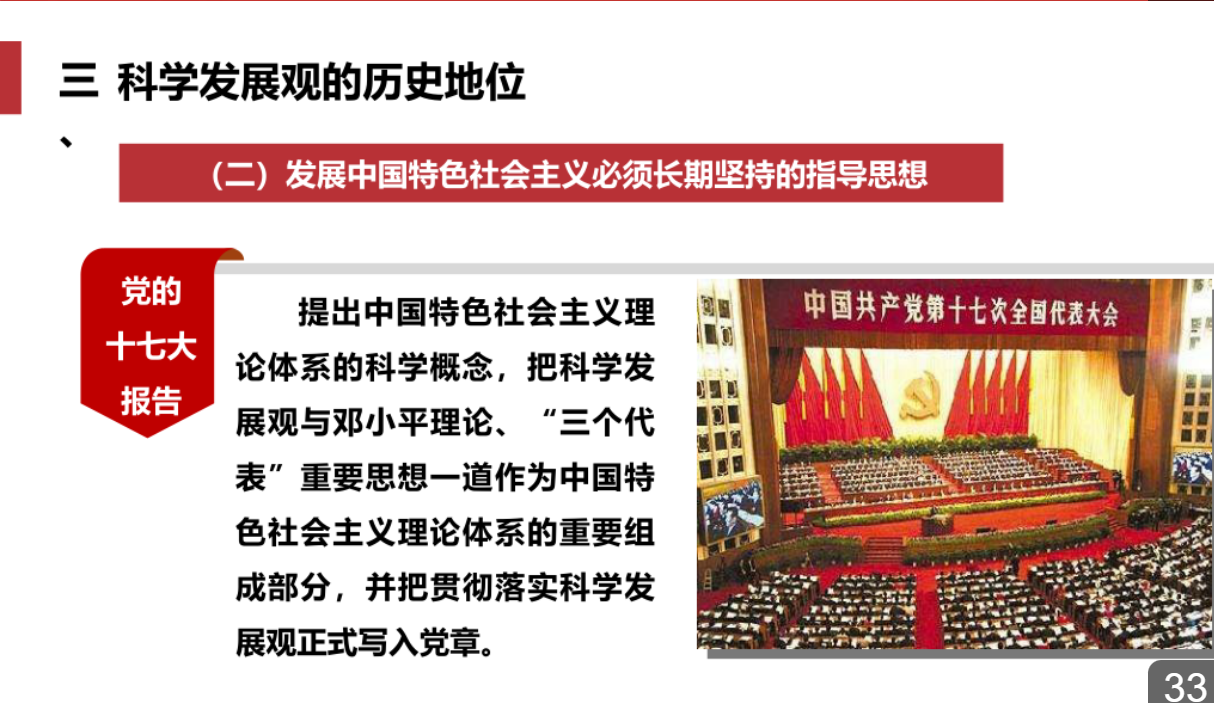 三 科学发展观的历史地位
、
（二）发展中国特色社会主义必须长期坚持的指导思想
党的
十七大
报告
提出中国特色社会主义理
论体系的科学概念，把科学发
展观与邓小平理论、“三个代
表”重要思想一道作为中国特
色社会主义理论体系的重要组
成部分，并把贯彻落实科学发
展观正式写入党章。
中国共产党第十七次全国代表大会
33